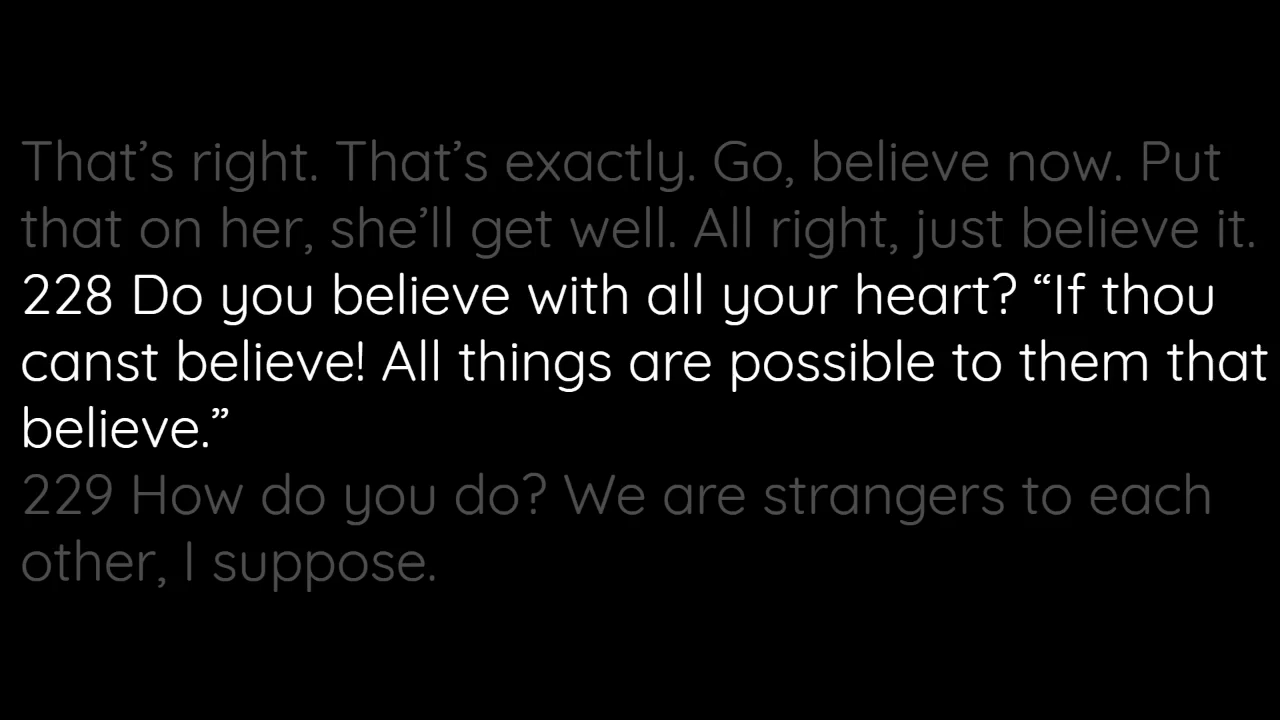 That’s right. That’s exactly. Go, believe now. Put
that on her, she’ll get well. All right, just believe it.
228 Do you believe with all your heart? “If thou
canst believe! All things are possible to them that
believe.”
229 How do you do? We are strangers to each
other, I suppose.